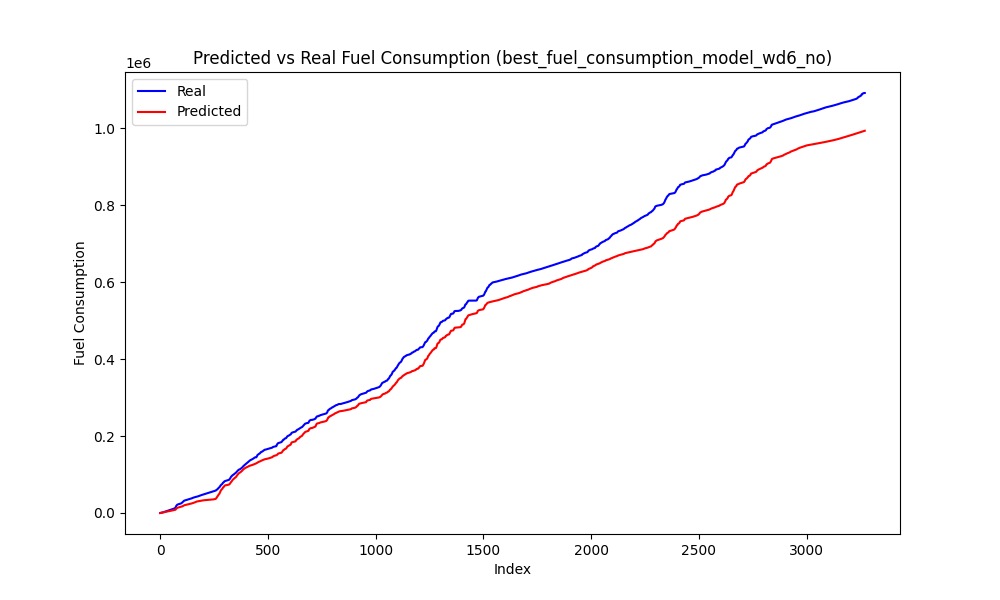 Predicted vs Real Fuel Consumption (best_fuel_consumption_model_wd6_no)
1e6
Real
Predicted
1.0
0.8
0.6
0.4
0.2
0.0
Fuel Consumption
0 500 1000 1500 2000 2500 3000
Index